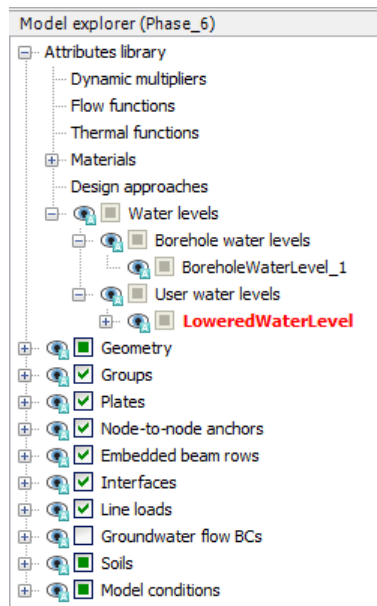 Model explorer (Phase_6)
Attributes library
Dynamic multipliers
Flow functions
Thermal functions
Materials
Design approaches
Water levels
Borehole water levels
BoreholeWaterLevel_1
User water levels
LoweredWaterLevel
Geometry
Groups
Plates
Node-to-node anchors
Embedded beam rows
Interfaces
Line loads
Groundwater flow BCs
Soils
Model conditions